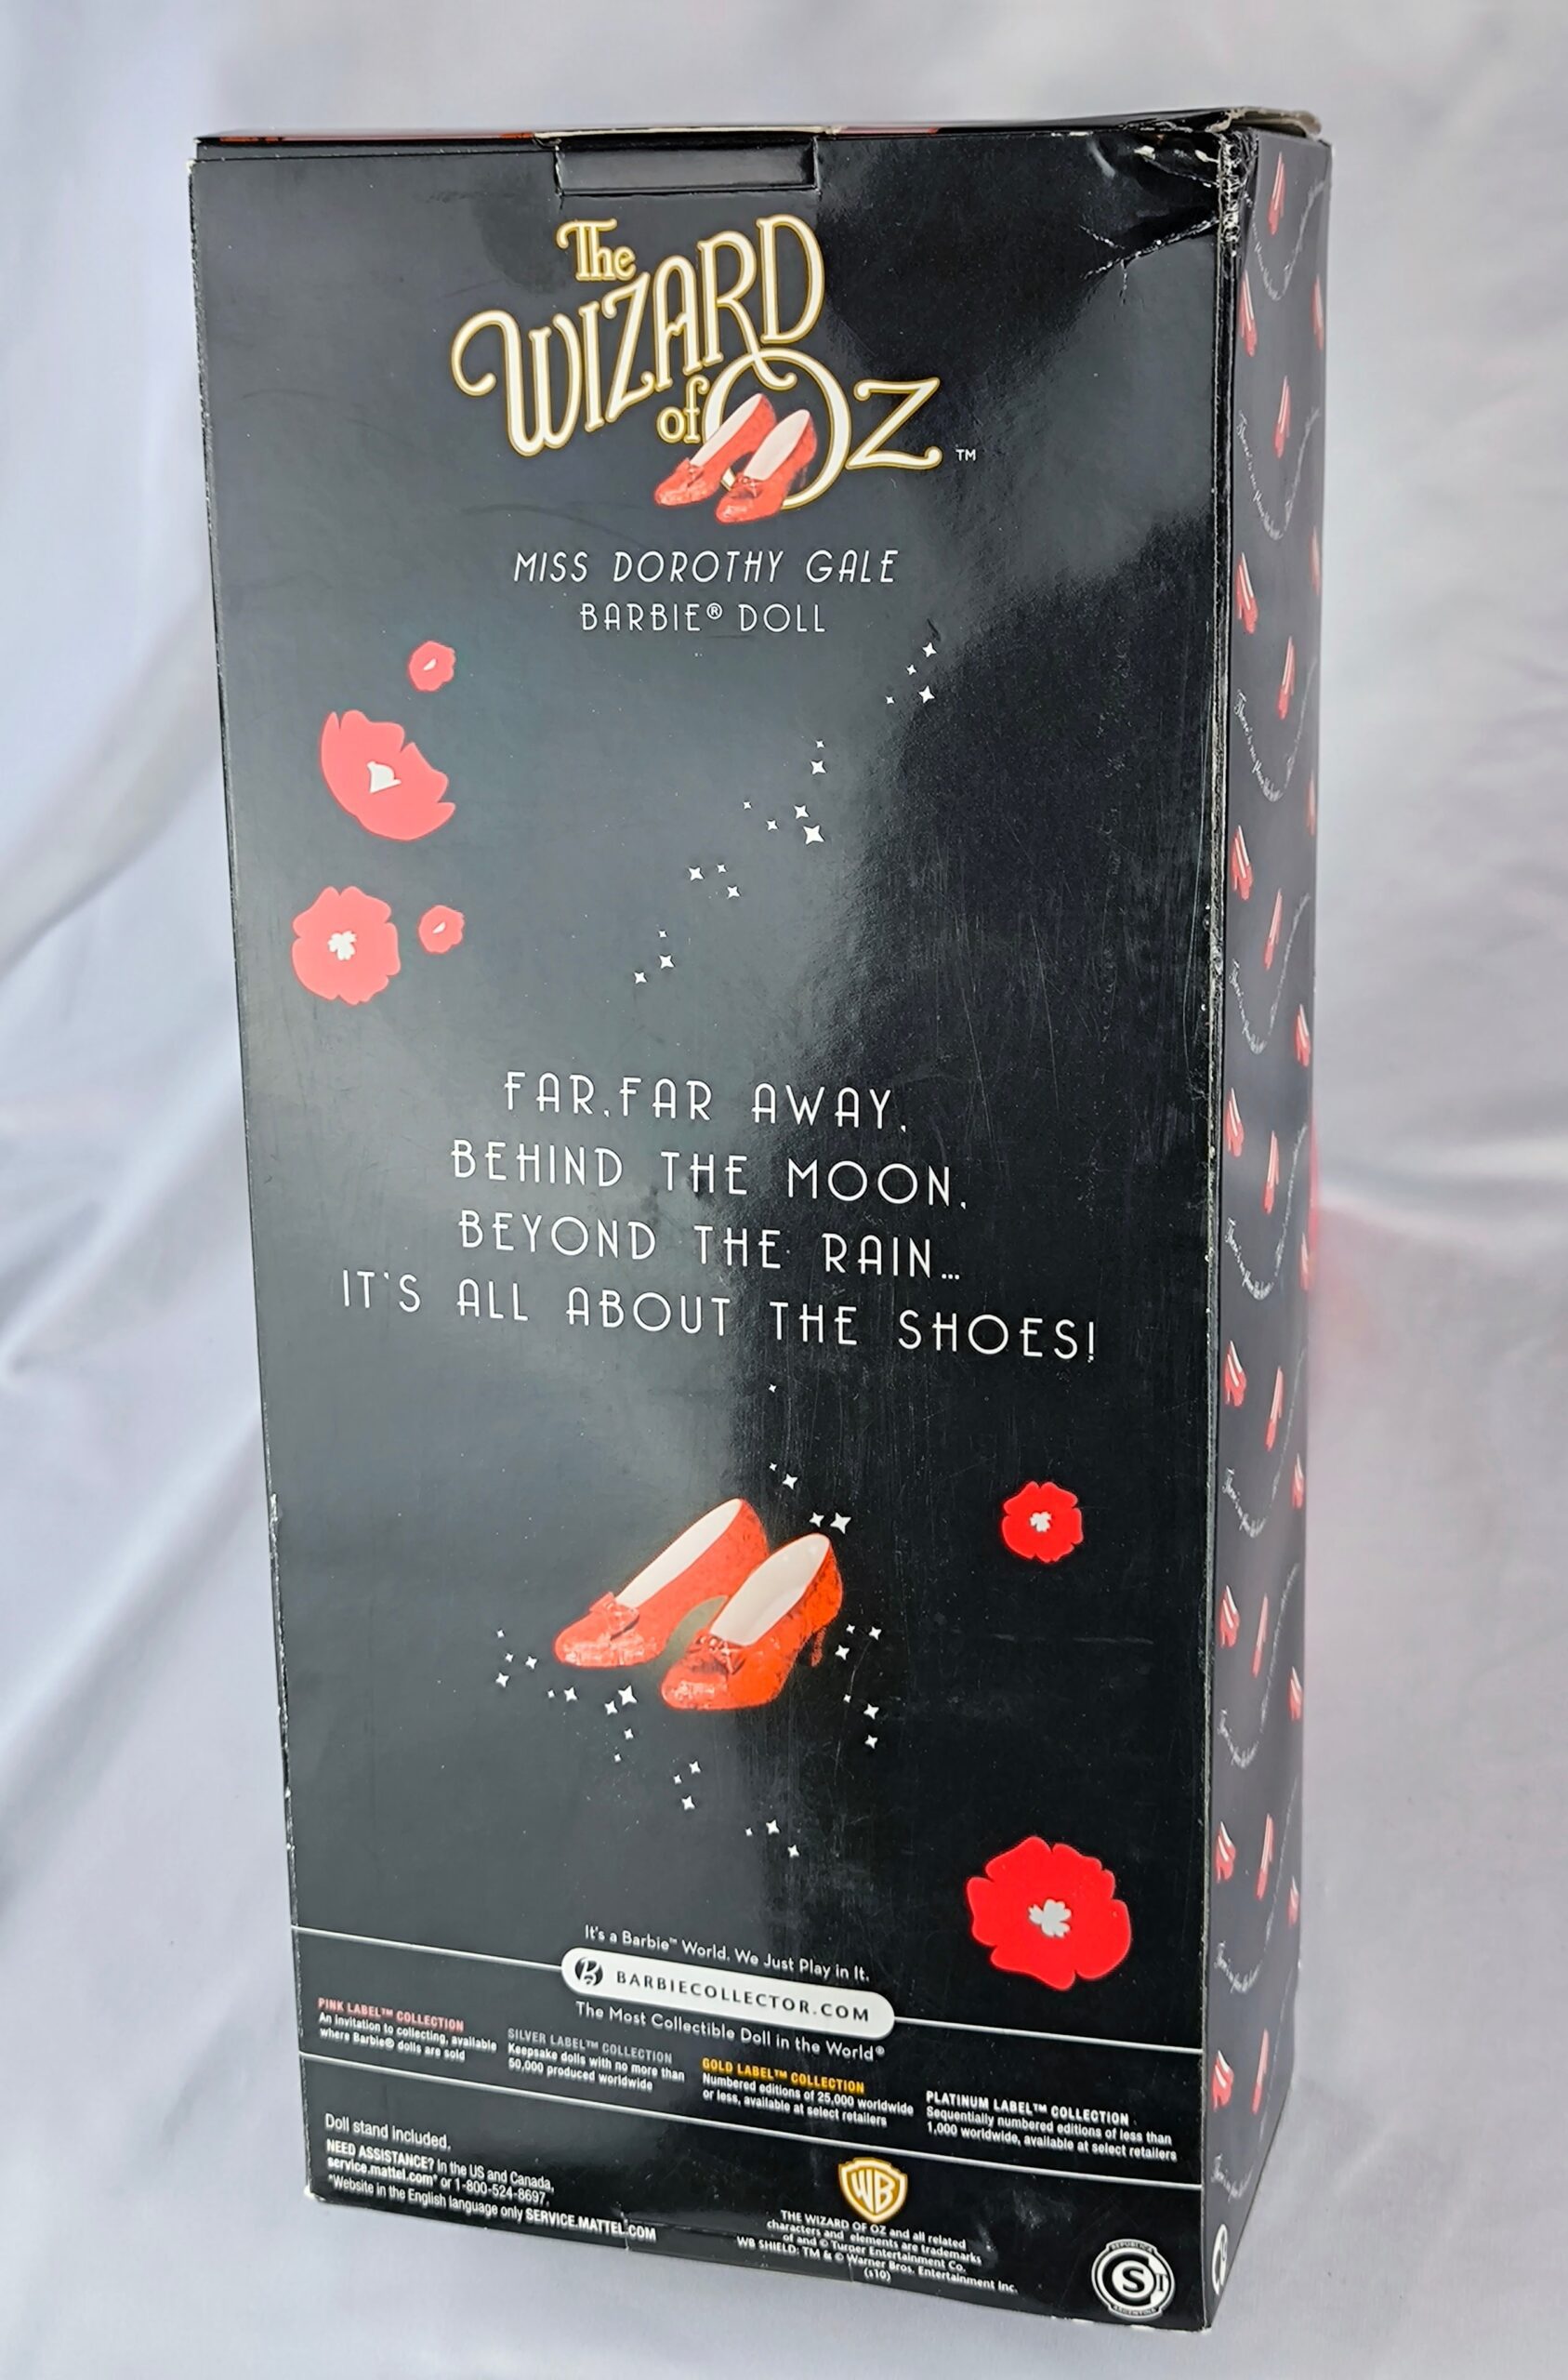 The
WIZARD
of OZ ™
MISS DOROTHY GALE
BARBIE® DOLL
FAR, FAR AWAY,
BEHIND THE MOON,
BEYOND THE RAIN...
IT'S ALL ABOUT THE SHOES!
It's a Barbie™ World. We Just Play in It.
B BARBIECOLLECTOR.COM
The Most Collectible Doll in the World®
PINK LABEL™ COLLECTION
An invitation to collecting, available
where Barbie® dolls are sold
SILVER LABEL™ COLLECTION
Keepsake dolls with no more than
50,000 produced worldwide
GOLD LABEL™ COLLECTION
Numbered editions of 25,000 worldwide
or less, available at select retailers
PLATINUM LABEL™ COLLECTION
Sequentially numbered editions of less than
1,000 worldwide, available at select retailers
Doll stand included.
NEED ASSISTANCE? In the US and Canada,
service.mattel.com* or 1-800-524-8697.
*Website in the English language only SERVICE.MATTEL.COM
WB
THE WIZARD OF OZ and all related
characters and elements are trademarks
of and © Turner Entertainment Co.
WB SHIELD: TM & © Warner Bros. Entertainment Inc.
(s10)
REPUBLICA
S
ARGENTINA